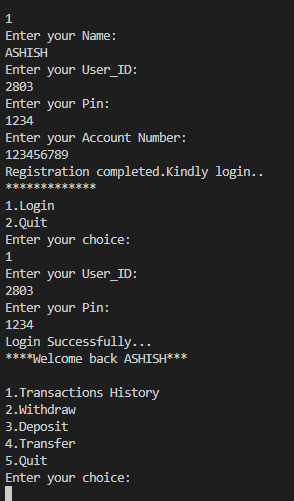 1
Enter your Name:
ASHISH
Enter your User_ID:
2803
Enter your Pin:
1234
Enter your Account Number:
123456789
Registration completed.Kindly login..
*************
1.Login
2.Quit
Enter your choice:
1
Enter your User_ID:
2803
Enter your Pin:
1234
Login Successfully...
****Welcome back ASHISH***
1.Transactions History
2.Withdraw
3.Deposit
4.Transfer
5.Quit
Enter your choice: